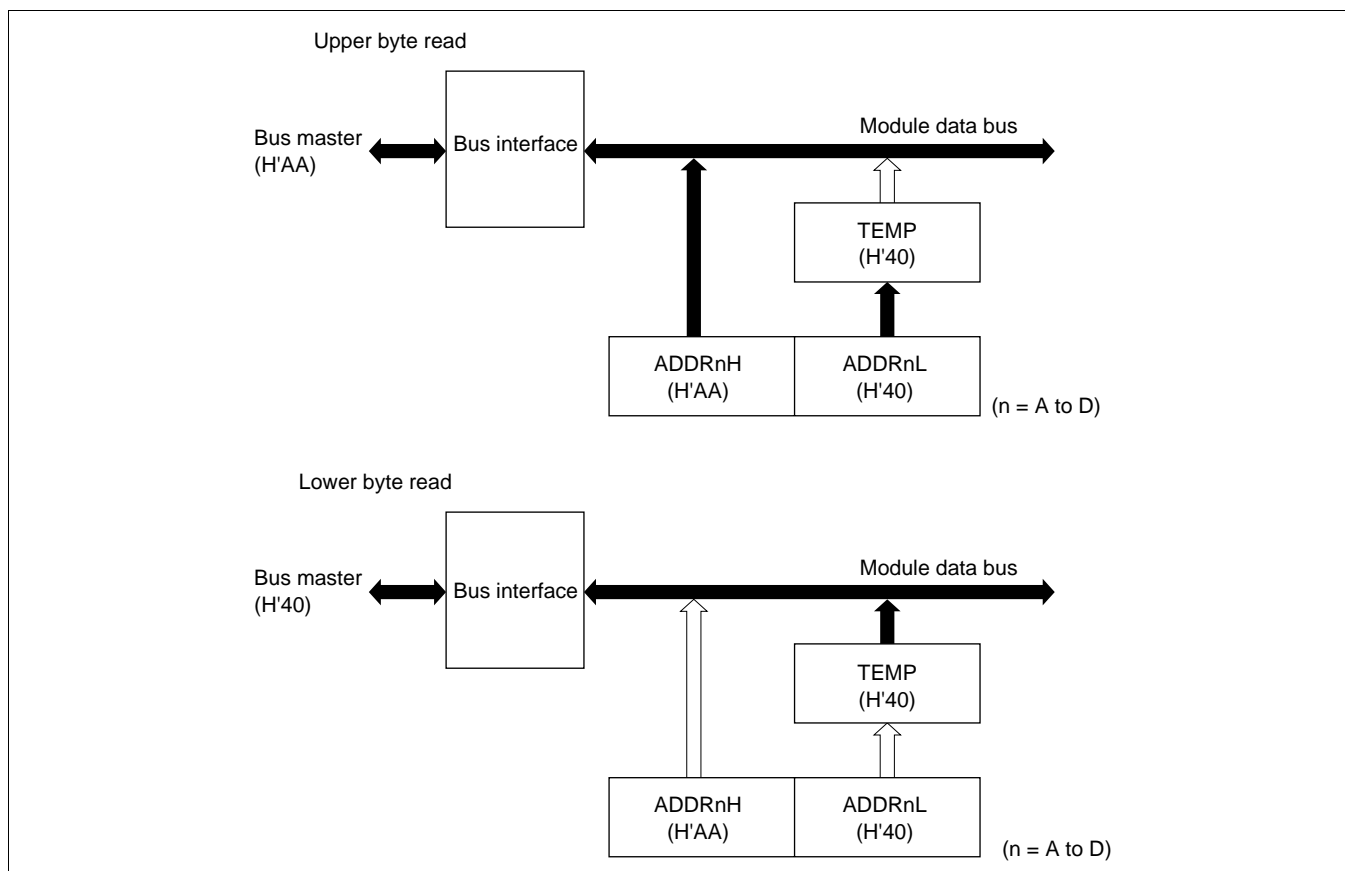 Upper byte read
Bus master
(H'AA)
Bus interface
Module data bus
TEMP
(H'40)
ADDRnH
(H'AA)
ADDRnL
(H'40)
(n = A to D)
Lower byte read
Bus master
(H'40)
Bus interface
Module data bus
TEMP
(H'40)
ADDRnH
(H'AA)
ADDRnL
(H'40)
(n = A to D)